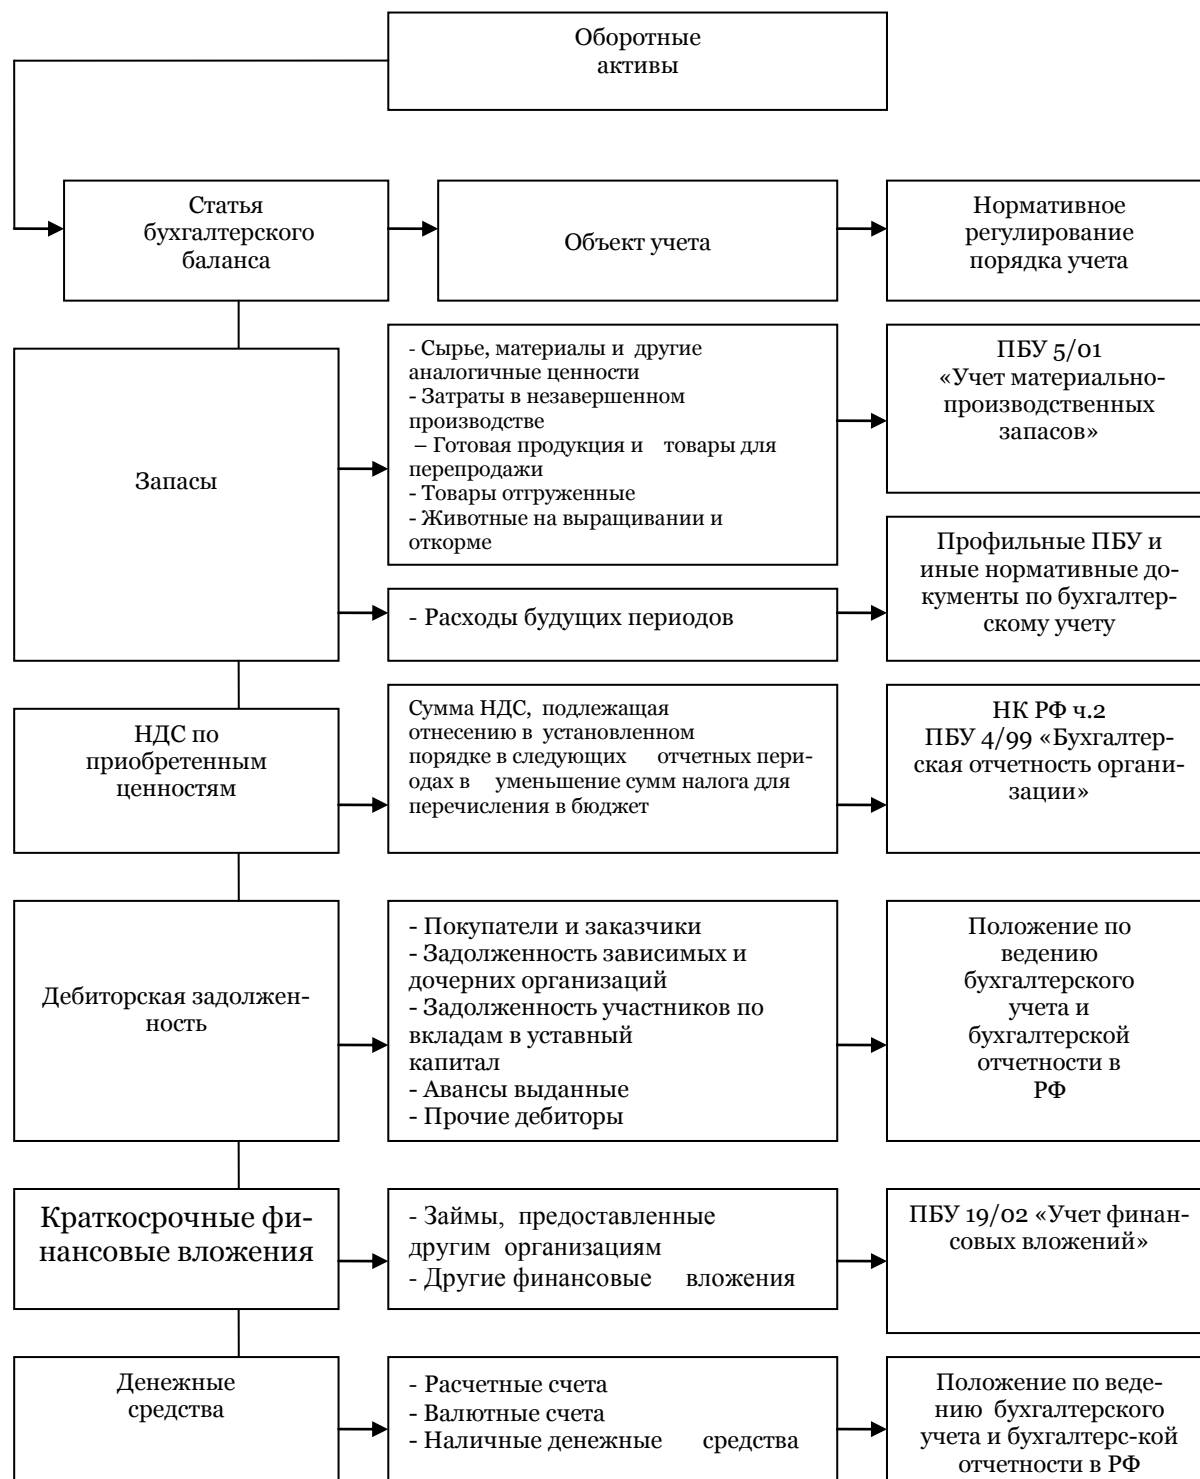 Оборотные
активы
Статья
бухгалтерского
баланса
Объект учета
Нормативное
регулирование
порядка учета
Запасы
- Сырье, материалы и другие
аналогичные ценности
- Затраты в незавершенном
производстве
– Готовая продукция и товары для
перепродажи
- Товары отгруженные
- Животные на выращивании и
откорме
ПБУ 5/01
«Учет материально-
производственных
запасов»
- Расходы будущих периодов
Профильные ПБУ и
иные нормативные до-
кументы по бухгалтер-
скому учету
НДС по
приобретенным
ценностям
Сумма НДС, подлежащая
отнесению в установленном
порядке в следующих отчетных пери-
одах в уменьшение сумм налога для
перечисления в бюджет
НК РФ ч.2
ПБУ 4/99 «Бухгалтер-
ская отчетность органи-
зации»
Дебиторская задолжен-
ность
- Покупатели и заказчики
- Задолженность зависимых и
дочерних организаций
- Задолженность участников по
вкладам в уставный
капитал
- Авансы выданные
- Прочие дебиторы
Положение по
ведению
бухгалтерского
учета и
бухгалтерской
отчетности в
РФ
Краткосрочные фи-
нансовые вложения
- Займы, предоставленные
другим организациям
- Другие финансовые вложения
ПБУ 19/02 «Учет финан-
совых вложений»
Денежные
средства
- Расчетные счета
- Валютные счета
- Наличные денежные средства
Положение по веде-
нию бухгалтерского
учета и бухгалтерс-кой
отчетности в РФ